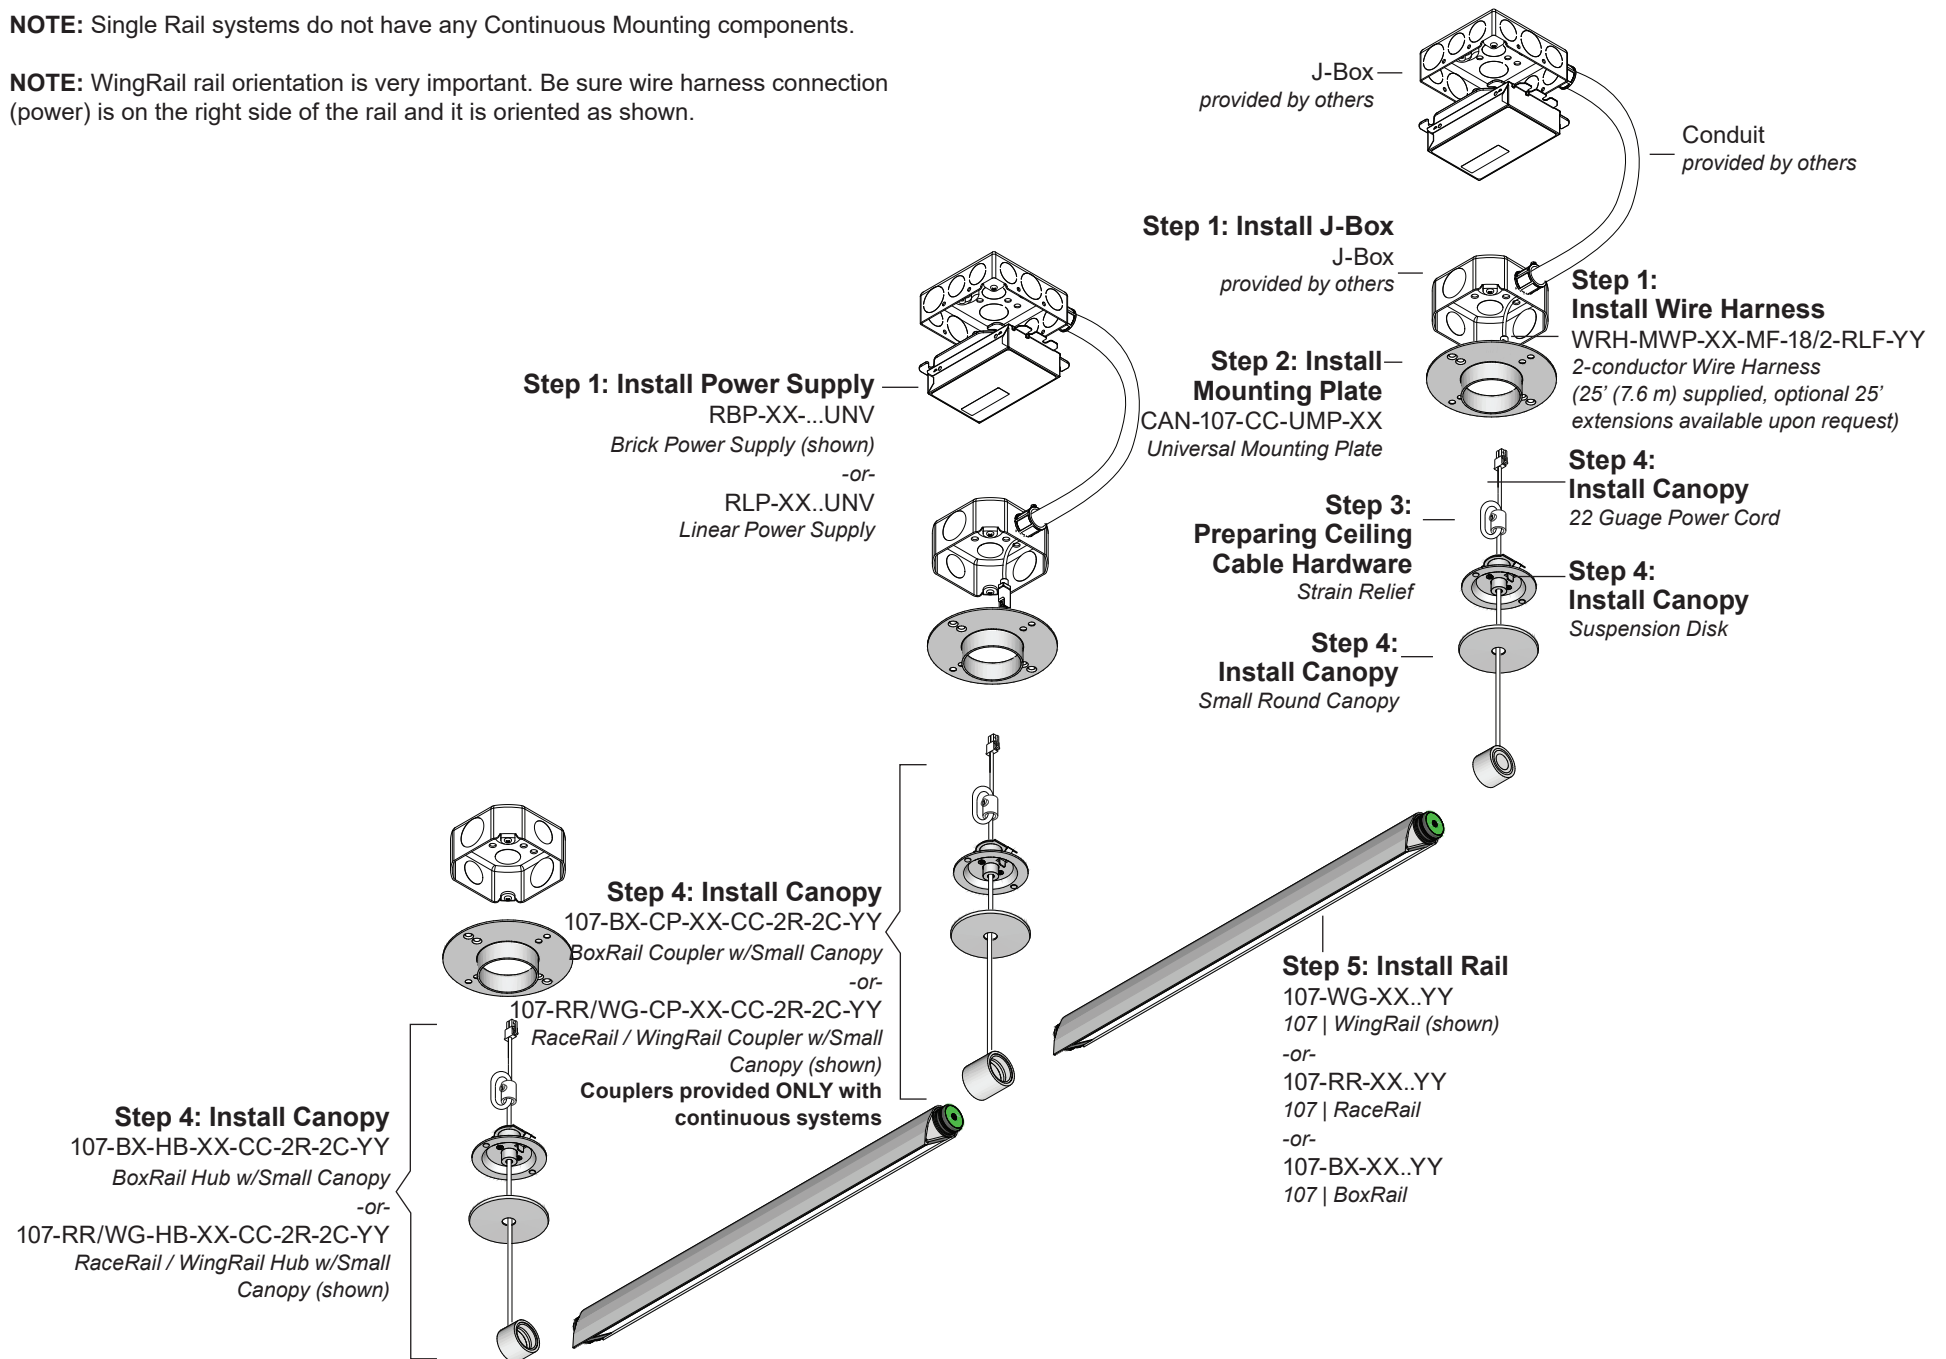 NOTE: Single Rail systems do not have any Continuous Mounting components.
NOTE: WingRail rail orientation is very important. Be sure wire harness connection
(power) is on the right side of the rail and it is oriented as shown.
J-Box
provided by others
Conduit
provided by others
Step 1: Install J-Box
J-Box
provided by others
Step 1:
Install Wire Harness
WRH-MWP-XX-MF-18/2-RLF-YY
2-conductor Wire Harness
(25’ (7.6 m) supplied, optional 25’
extensions available upon request)
Step 1: Install Power Supply
RBP-XX-...UNV
Brick Power Supply (shown)
-or-
RLP-XX..UNV
Linear Power Supply
Step 2: Install
Mounting Plate
CAN-107-CC-UMP-XX
Universal Mounting Plate
Step 4:
Install Canopy
22 Guage Power Cord
Step 3:
Preparing Ceiling
Cable Hardware
Strain Relief
Step 4:
Install Canopy
Suspension Disk
Step 4:
Install Canopy
Small Round Canopy
Step 4: Install Canopy
107-BX-CP-XX-CC-2R-2C-YY
BoxRail Coupler w/Small Canopy
-or-
107-RR/WG-CP-XX-CC-2R-2C-YY
RaceRail / WingRail Coupler w/Small
Canopy (shown)
Couplers provided ONLY with
continuous systems
Step 5: Install Rail
107-WG-XX..YY
107 | WingRail (shown)
-or-
107-RR-XX..YY
107 | RaceRail
-or-
107-BX-XX..YY
107 | BoxRail
Step 4: Install Canopy
107-BX-HB-XX-CC-2R-2C-YY
BoxRail Hub w/Small Canopy
-or-
107-RR/WG-HB-XX-CC-2R-2C-YY
RaceRail / WingRail Hub w/Small
Canopy (shown)